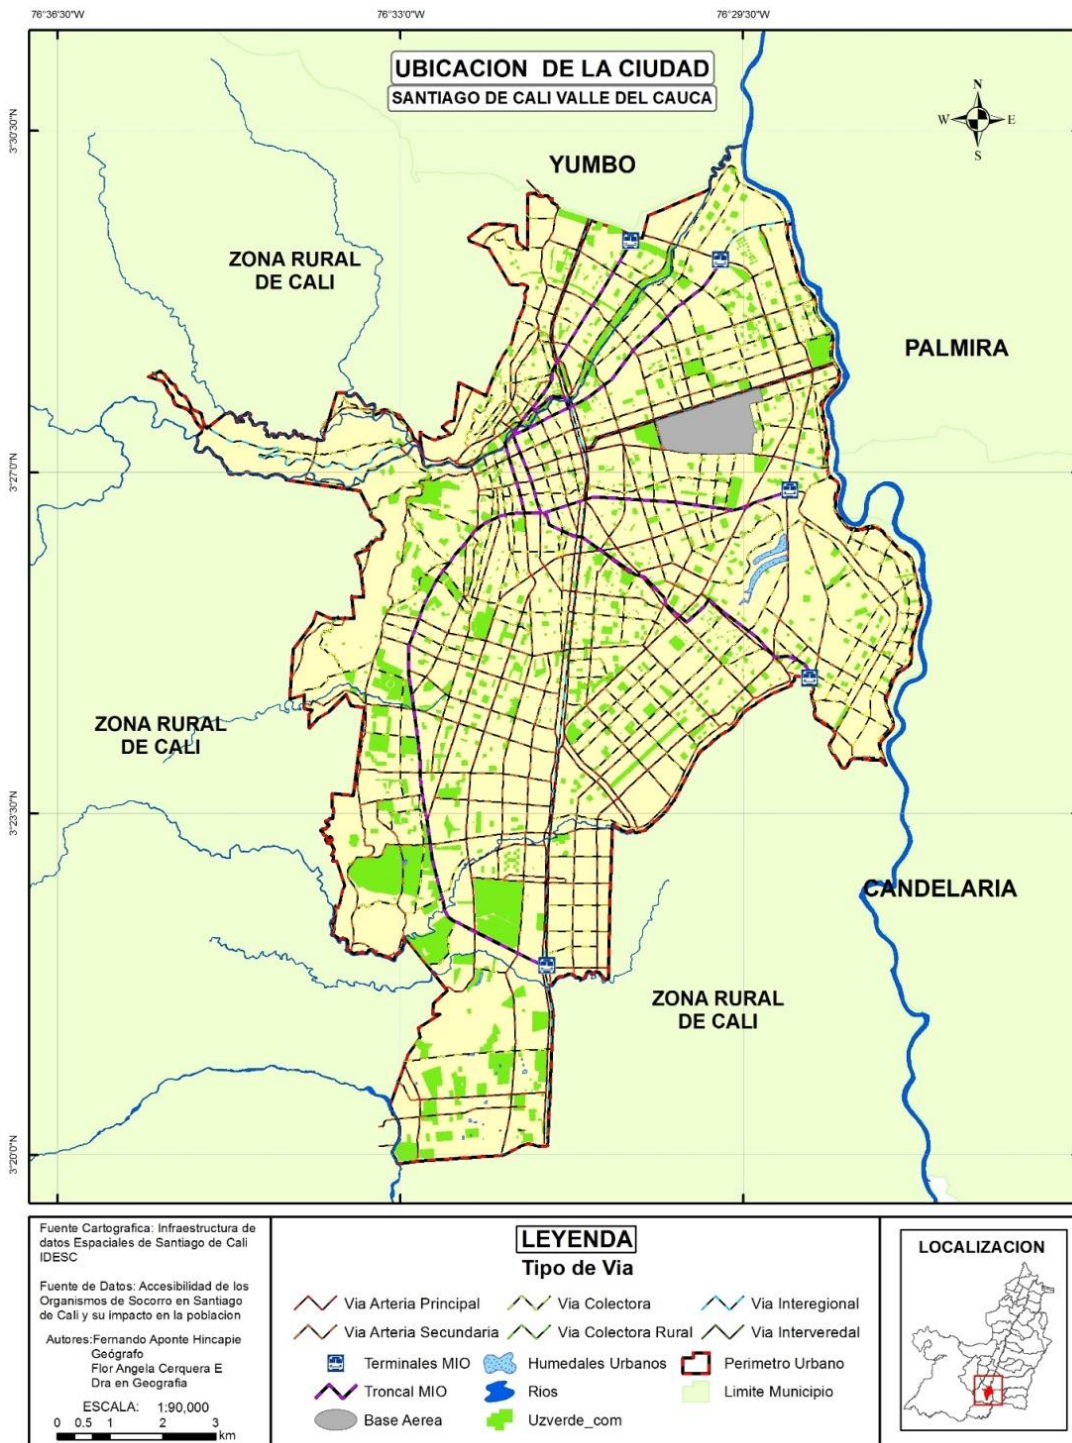 76°36'30"W
76°33'0"W
76°29'30"W
UBICACION DE LA CIUDAD
SANTIAGO DE CALI VALLE DEL CAUCA
N
W
E
S
3°30'30"N
YUMBO
ZONA RURAL
DE CALI
PALMIRA
3°27'0"N
ZONA RURAL
DE CALI
3°23'30"N
CANDELARIA
ZONA RURAL
DE CALI
3°20'0"N
Fuente Cartografica: Infraestructura de
datos Espaciales de Santiago de Cali
IDESC
Fuente de Datos: Accesibilidad de los
Organismos de Socorro en Santiago
de Cali y su impacto en la poblacion
Autores:Fernando Aponte Hincapie
Geógrafo
Flor Angela Cerquera E
Dra en Geografia
ESCALA: 1:90,000
0 0.5 1 2 3
km
LEYENDA
Tipo de Via
Via Arteria Principal
Via Colectora
Via Interegional
Via Arteria Secundaria
Via Colectora Rural
Via Interveredal
Terminales MIO
Humedales Urbanos
Perimetro Urbano
Troncal MIO
Rios
Limite Municipio
Base Aerea
Uzverde_com
LOCALIZACION